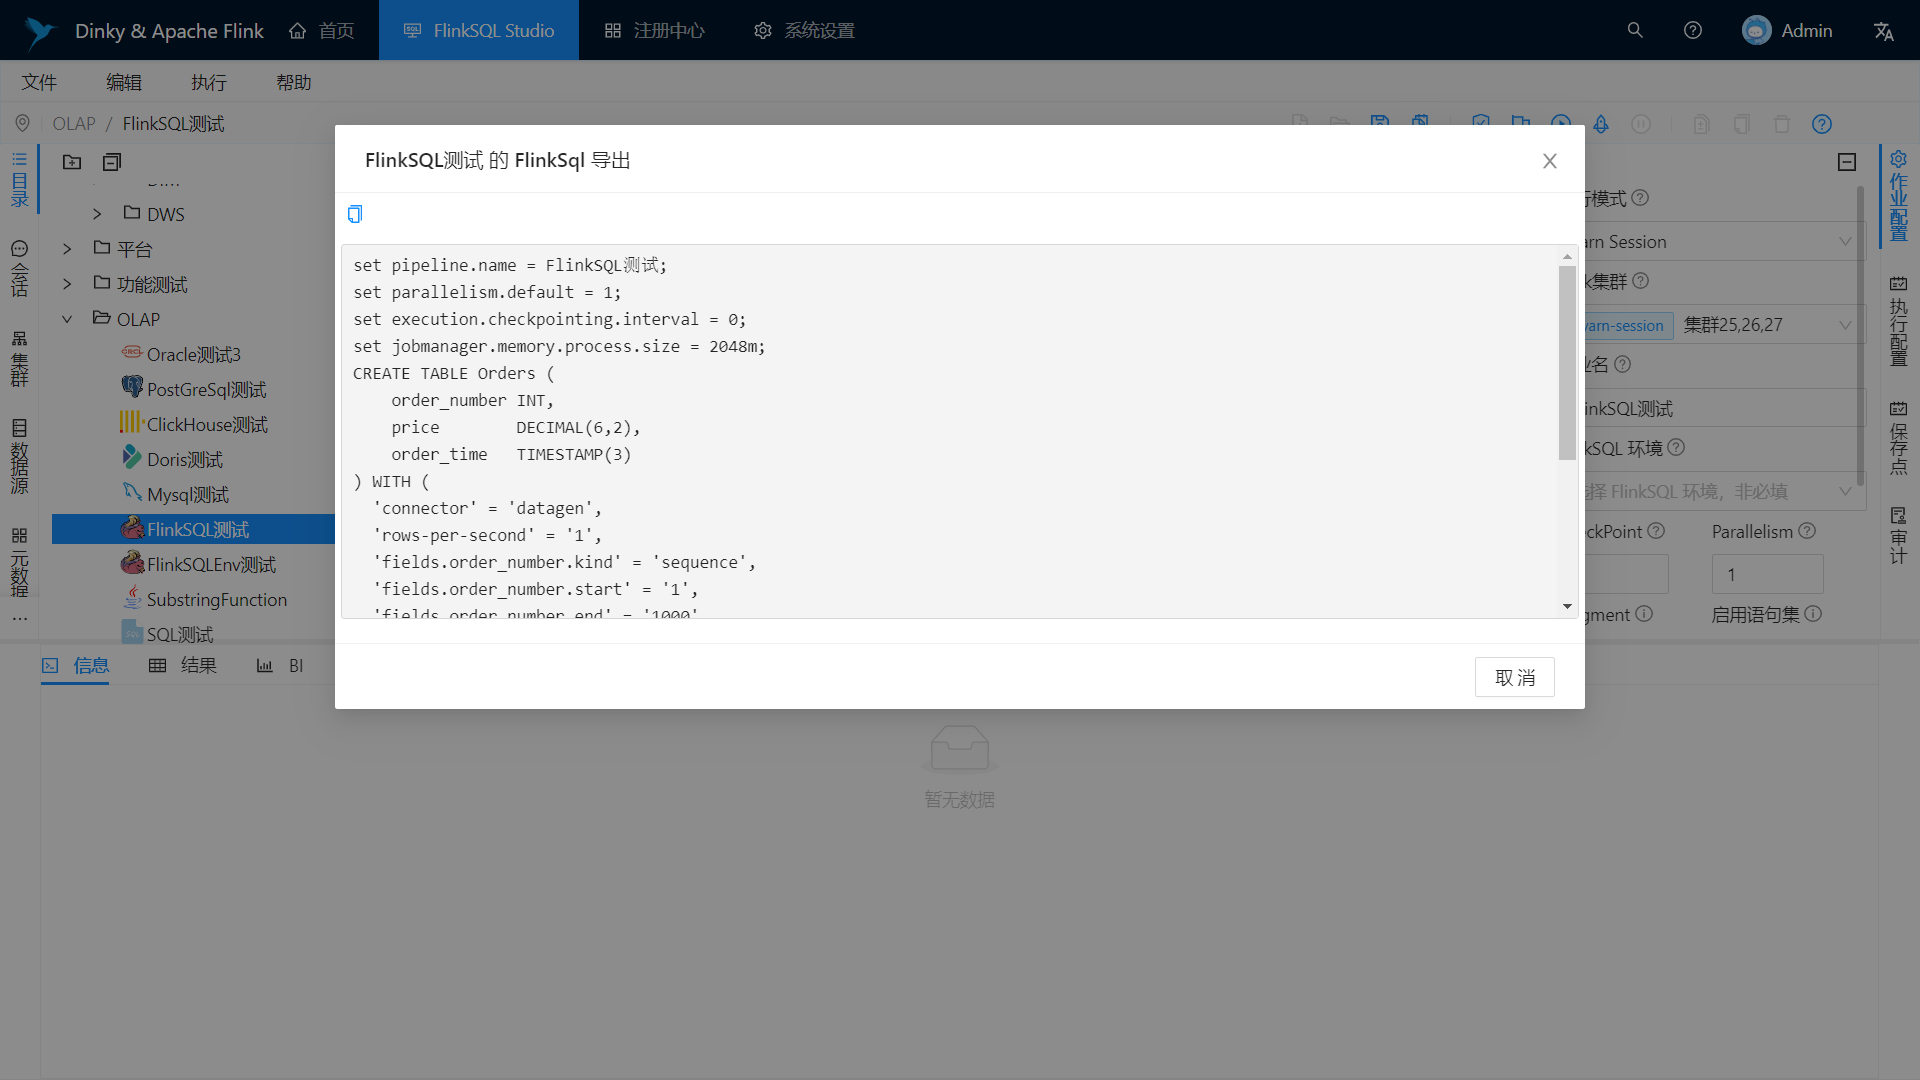 Dinky & Apache Flink
首页
FlinkSQL Studio
注册中心
系统设置
Admin
文件
编辑
执行
帮助
OLAP / FlinkSQL测试
目录
会话
集群
数据源
元数据
DWS
平台
功能测试
OLAP
Oracle测试3
PostGreSql测试
ClickHouse测试
Doris测试
Mysql测试
FlinkSQL测试
FlinkSQLEnv测试
SubstringFunction
SQL测试
FlinkSQL测试 的 FlinkSql 导出
set pipeline.name = FlinkSQL测试;
set parallelism.default = 1;
set execution.checkpointing.interval = 0;
set jobmanager.memory.process.size = 2048m;
CREATE TABLE Orders (
order_number INT,
price DECIMAL(6,2),
order_time TIMESTAMP(3)
) WITH (
'connector' = 'datagen',
'rows-per-second' = '1',
'fields.order_number.kind' = 'sequence',
'fields.order_number.start' = '1',
'fields.order_number.end' = '1000'
取 消
行模式
arn Session
k集群
yarn-session
集群25,26,27
业名
inkSQL测试
kSQL 环境
择 FlinkSQL 环境，非必填
eckPoint
Parallelism
1
gment
启用语句集
作业配置
执行配置
保存点
审计
信息
结果
BI
暂无数据